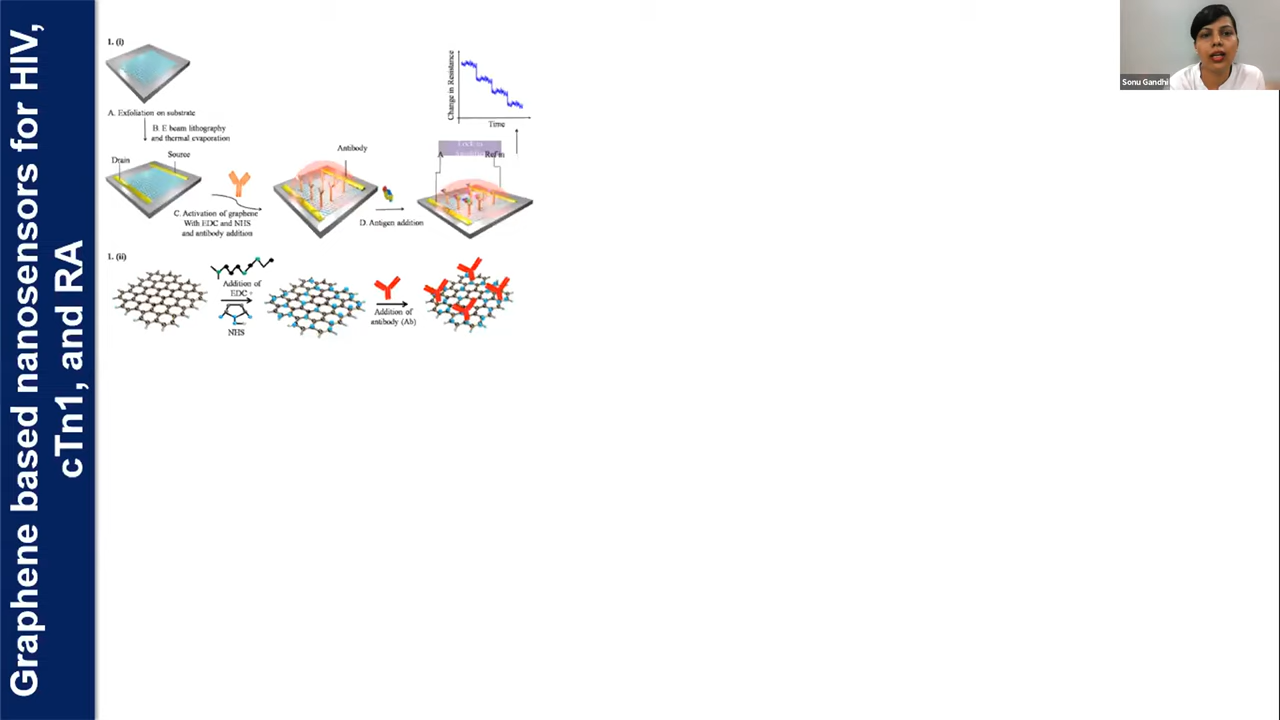 Graphene based nanosensors for HIV,
cTn1, and RA
1. (i)
A. Exfoliation on substrate
B. E beam lithography
and thermal evaporation
Drain
Source
C. Activation of graphene
With EDC and NHS
and antibody addition
Antibody
D. Antigen addition
Change in Resistance
Time
A
1. (ii)
Addition of
EDC +
NHS
Addition of
antibody (Ab)
Sonu Gandhi